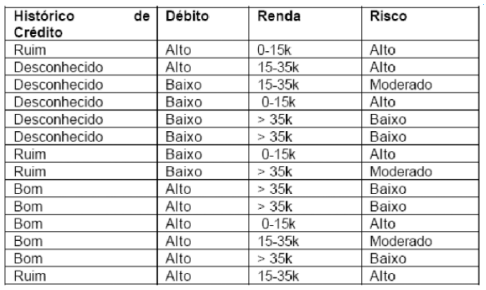 Histórico de Crédito Débito Renda Risco
Ruim Alto 0-15k Alto
Desconhecido Alto 15-35k Alto
Desconhecido Baixo 15-35k Moderado
Desconhecido Baixo 0-15k Alto
Desconhecido Baixo > 35k Baixo
Desconhecido Baixo > 35k Baixo
Ruim Baixo 0-15k Alto
Ruim Baixo > 35k Moderado
Bom Alto > 35k Baixo
Bom Alto > 35k Baixo
Bom Alto 0-15k Alto
Bom Alto 15-35k Moderado
Bom Alto > 35k Baixo
Ruim Alto 15-35k Alto